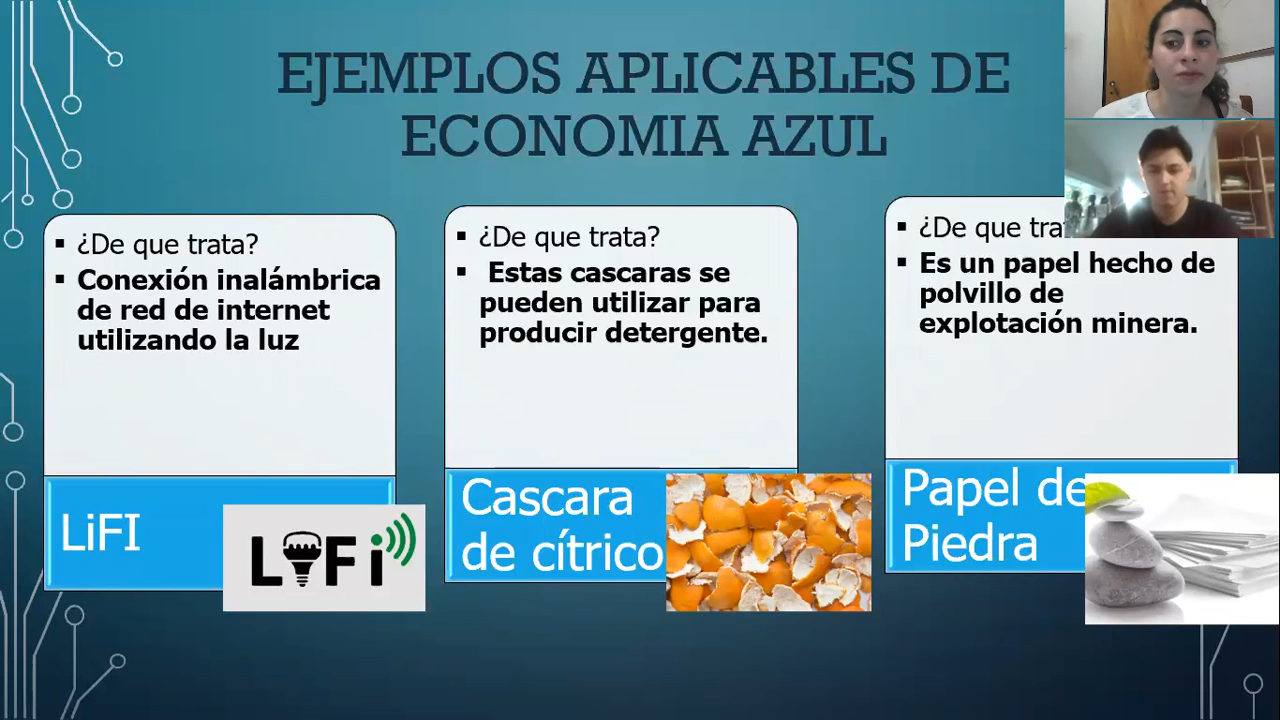 EJEMPLOS APLICABLES DE
ECONOMIA AZUL
¿De que trata?
Conexión inalámbrica
de red de internet
utilizando la luz
LiFI
LiFi
¿De que trata?
Estas cascaras se
pueden utilizar para
producir detergente.
Cascara
de cítrico
¿De que
Es un papel hecho de
polvillo de
explotación minera.
Papel de
Piedra